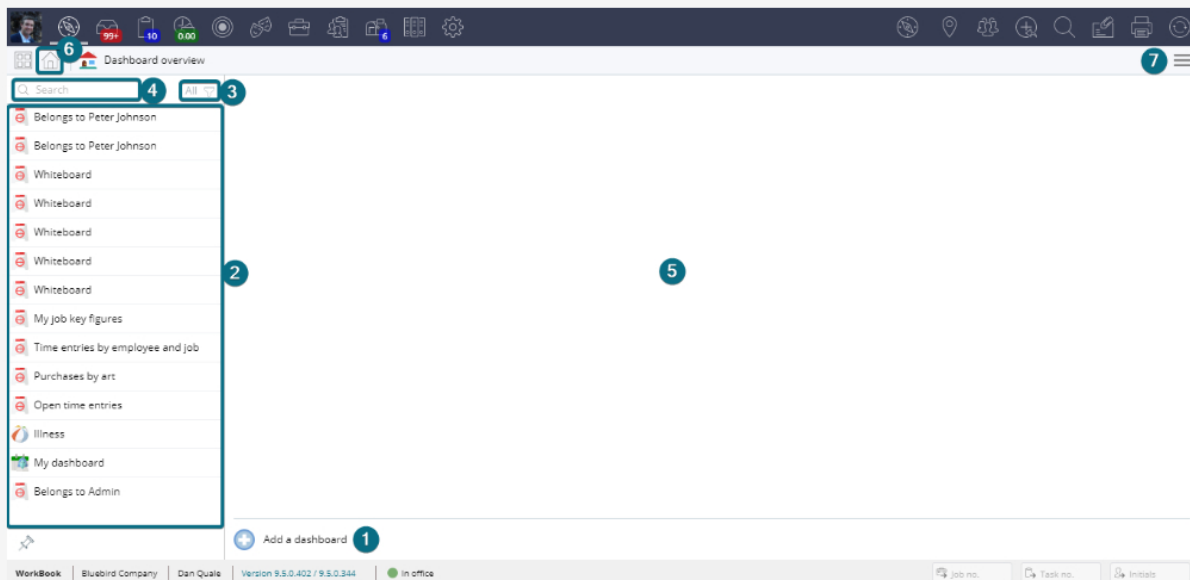 99+
10
0.00
6
6
Dashboard overview
7
Search
4
All
3
Belongs to Peter Johnson
Belongs to Peter Johnson
Whiteboard
Whiteboard
Whiteboard
Whiteboard
Whiteboard
2
5
My job key figures
Time entries by employee and job
Purchases by art
Open time entries
Illness
My dashboard
Belongs to Admin
Add a dashboard
1
WorkBook
Bluebird Company
Dan Quale
Version 9.5.0.402 / 9.5.0.344
In office
Job no.
Task no.
Initials